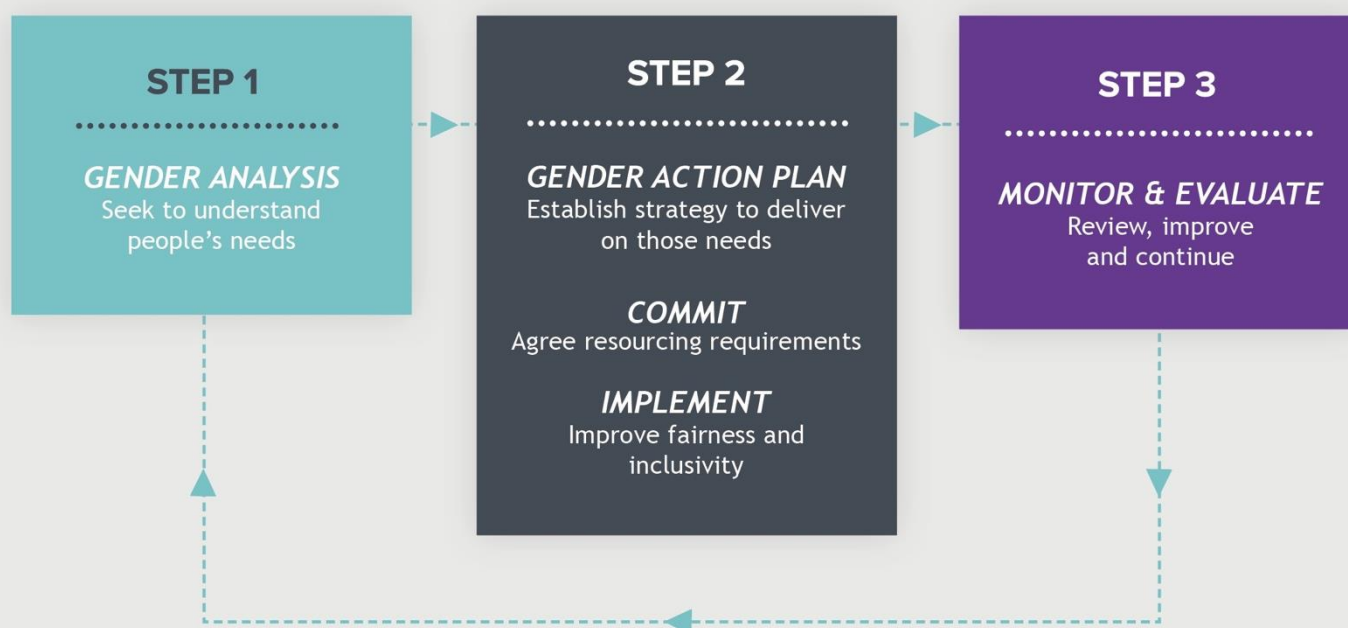 STEP 1
GENDER ANALYSIS
Seek to understand
people’s needs
STEP 2
GENDER ACTION PLAN
Establish strategy to deliver
on those needs
COMMIT
Agree resourcing requirements
IMPLEMENT
Improve fairness and
inclusivity
STEP 3
MONITOR & EVALUATE
Review, improve
and continue